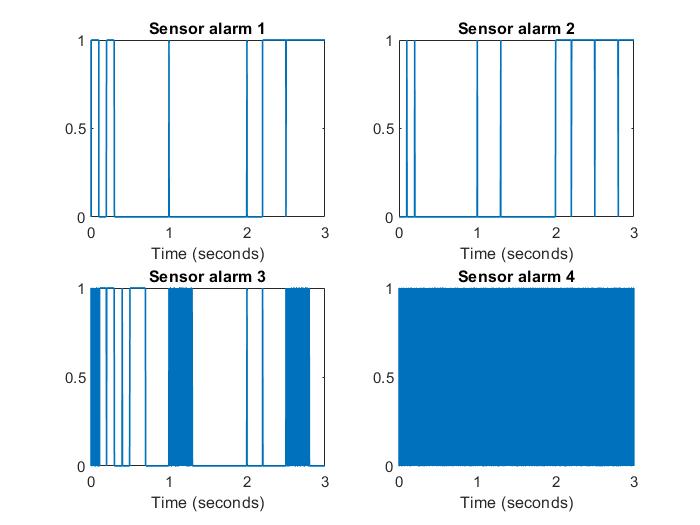 Sensor alarm 1
1
0.5
0
0 1 2 3
Time (seconds)
Sensor alarm 2
1
0.5
0
0 1 2 3
Time (seconds)
Sensor alarm 3
1
0.5
0
0 1 2 3
Time (seconds)
Sensor alarm 4
1
0.5
0
0 1 2 3
Time (seconds)